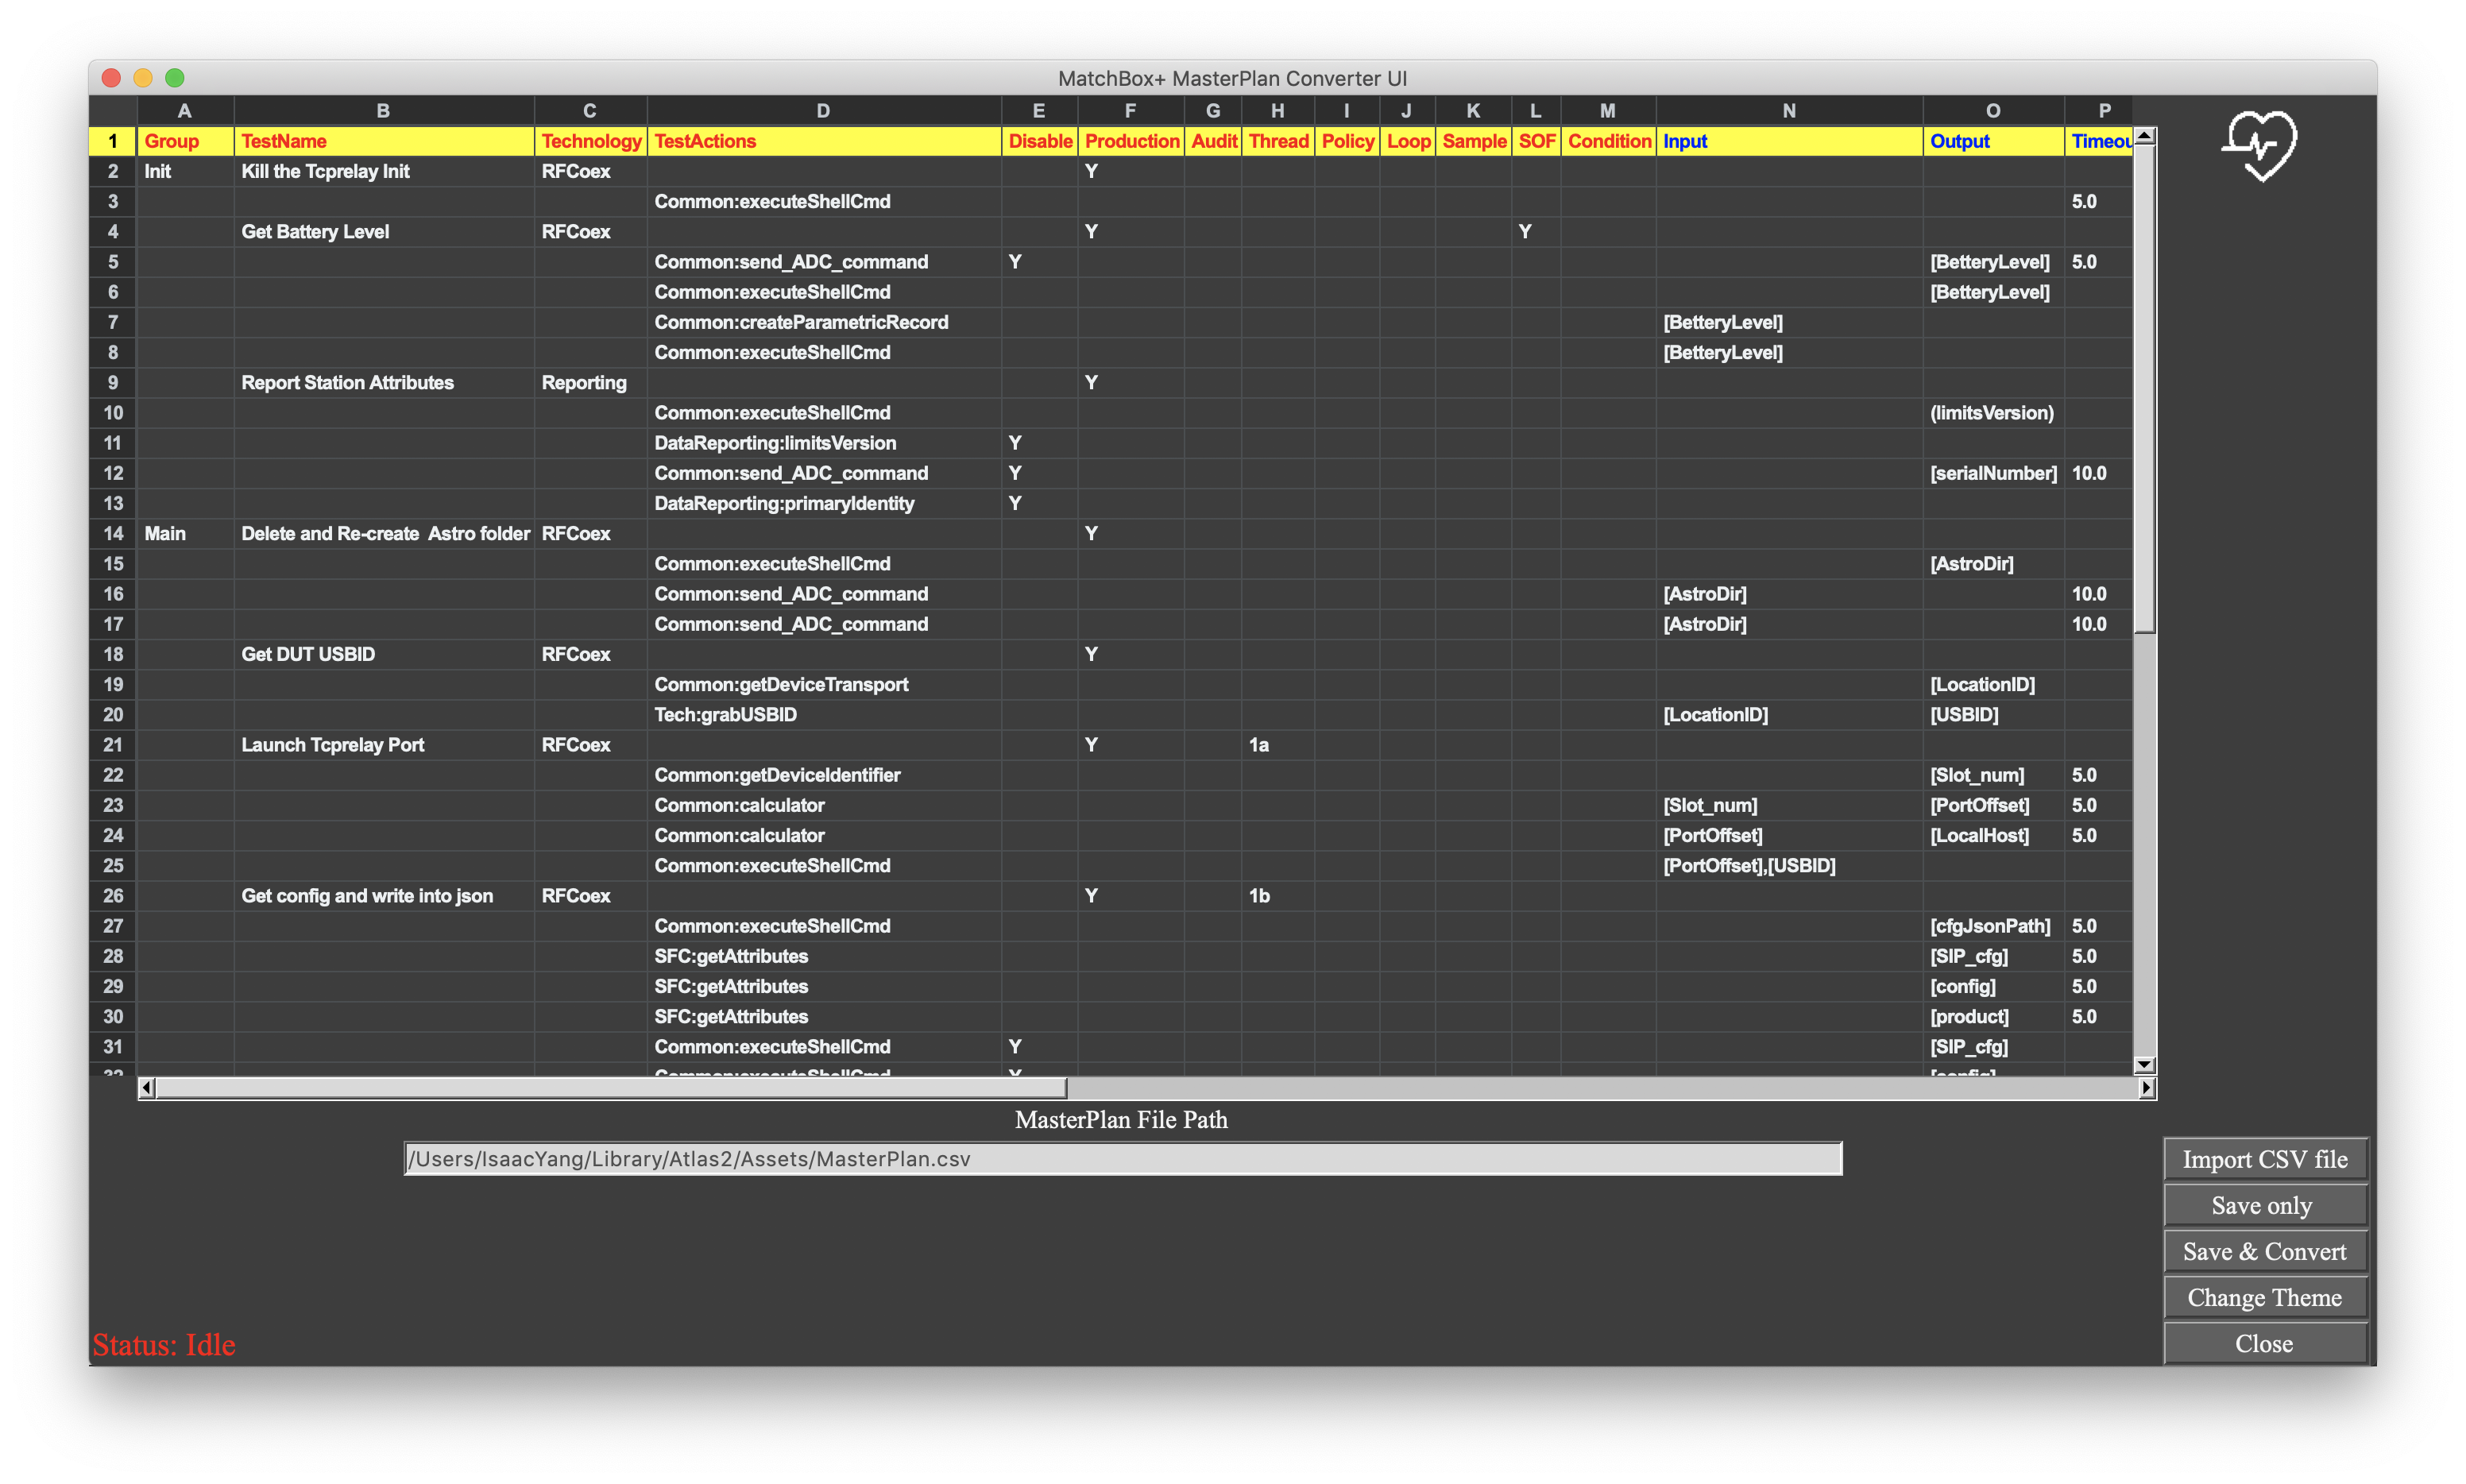 MatchBox+ MasterPlan Converter UI
A B C D E F G H I J K L M N O P
1 Group TestName Technology TestActions Disable Production Audit Thread Policy Loop Sample SOF Condition Input Output Timeou
2 Init Kill the Tcprelay Init RFCoex Y
3 Common:executeShellCmd 5.0
4 Get Battery Level RFCoex Y Y
5 Common:send_ADC_command Y [BetteryLevel] 5.0
6 Common:executeShellCmd [BetteryLevel]
7 Common:createParametricRecord [BetteryLevel]
8 Common:executeShellCmd [BetteryLevel]
9 Report Station Attributes Reporting Y
10 Common:executeShellCmd (limitsVersion)
11 DataReporting:limitsVersion Y
12 Common:send_ADC_command Y [serialNumber] 10.0
13 DataReporting:primaryIdentity Y
14 Main Delete and Re-create  Astro folder RFCoex Y
15 Common:executeShellCmd [AstroDir]
16 Common:send_ADC_command [AstroDir] 10.0
17 Common:send_ADC_command [AstroDir] 10.0
18 Get DUT USBID RFCoex Y
19 Common:getDeviceTransport [LocationID]
20 Tech:grabUSBID [LocationID] [USBID]
21 Launch Tcprelay Port RFCoex Y 1a
22 Common:getDeviceIdentifier [Slot_num] 5.0
23 Common:calculator [Slot_num] [PortOffset] 5.0
24 Common:calculator [PortOffset] [LocalHost] 5.0
25 Common:executeShellCmd [PortOffset],[USBID]
26 Get config and write into json RFCoex Y 1b
27 Common:executeShellCmd [cfgJsonPath] 5.0
28 SFC:getAttributes [SIP_cfg] 5.0
29 SFC:getAttributes [config] 5.0
30 SFC:getAttributes [product] 5.0
31 Common:executeShellCmd Y [SIP_cfg]
32 Common:executeShellCmd Y [config]
MasterPlan File Path
/Users/IsaacYang/Library/Atlas2/Assets/MasterPlan.csv
Import CSV file
Save only
Save & Convert
Change Theme
Status: Idle
Close